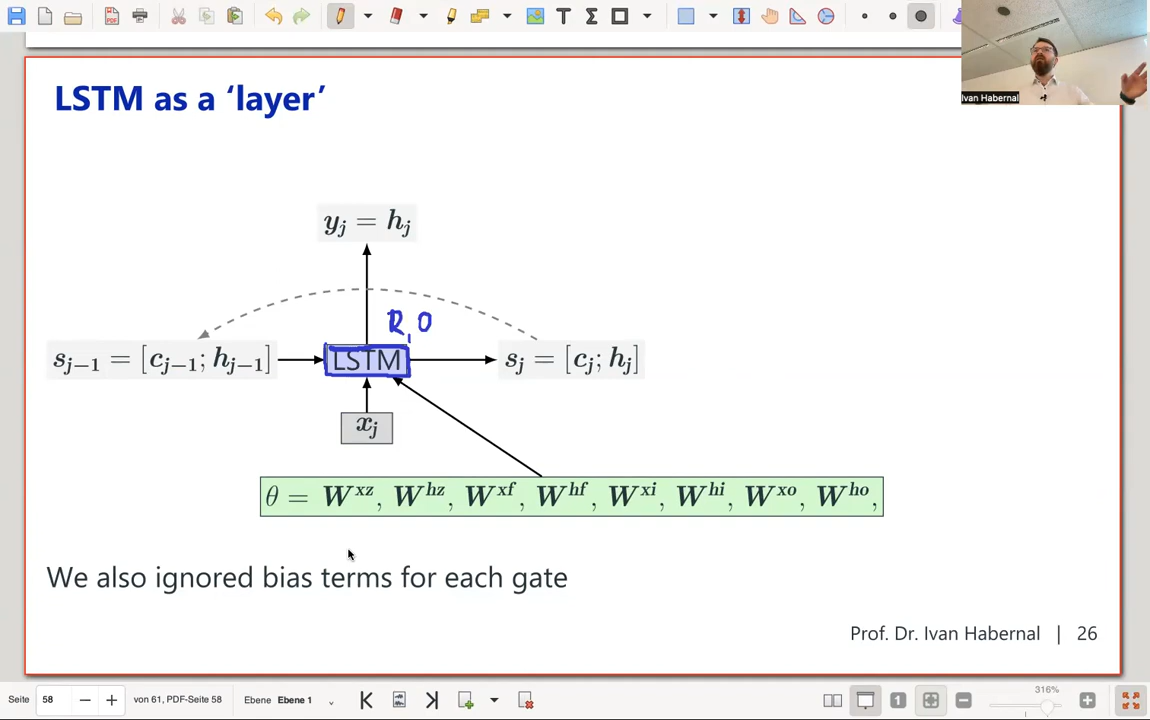 LSTM as a ‘layer’
Ivan Habernal
y_j = h_j
R, O
s_{j−1} = [c_{j−1}; h_{j−1}]
LSTM
s_j = [c_j; h_j]
x_j
θ = W^{xz}, W^{hz}, W^{xf}, W^{hf}, W^{xi}, W^{hi}, W^{xo}, W^{ho},
We also ignored bias terms for each gate
Prof. Dr. Ivan Habernal | 26
Seite 58 von 61, PDF-Seite 58 Ebene Ebene 1 316%